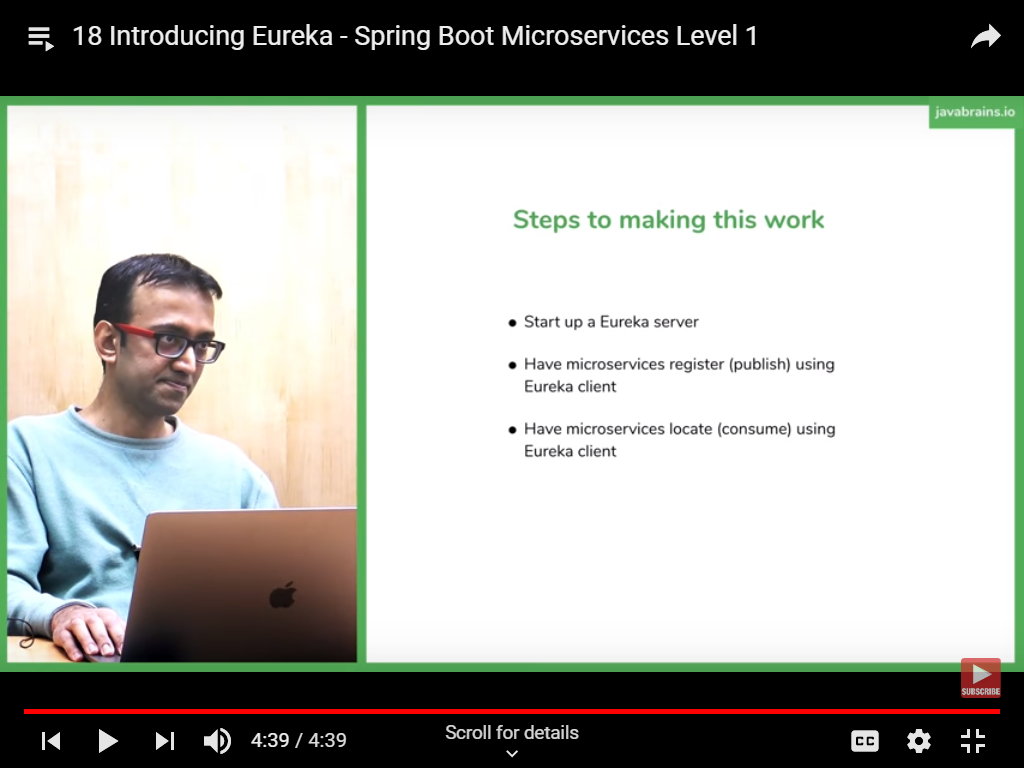 18 Introducing Eureka - Spring Boot Microservices Level 1
javabrains.io
Steps to making this work
● Start up a Eureka server
● Have microservices register (publish) using
Eureka client
● Have microservices locate (consume) using
Eureka client
SUBSCRIBE
4:39 / 4:39
Scroll for details
CC